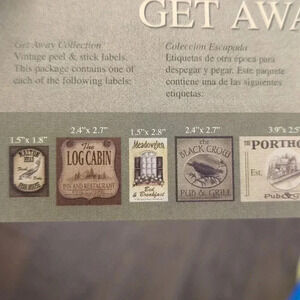 GET AWA
Get Away Collection
Vintage peel & stick labels.
This package contains one of
each of the following labels:
Colección Escapada
Etiquetas de otra época para
despegar y pegar. Este paquete
contiene una de las siguientes
etiquetas:
1.5"x 1.8"
2.4"x 2.7"
1.5"x 2.8"
2.4"x 2.7"
3.9"x 2.5
The
LOG CABIN
INN AND RESTAURANT
Meadowview
Bed
& Breakfast
the
BLACK CROW
PUB & GRILL
THE
PORTHO
Est.
Pub &